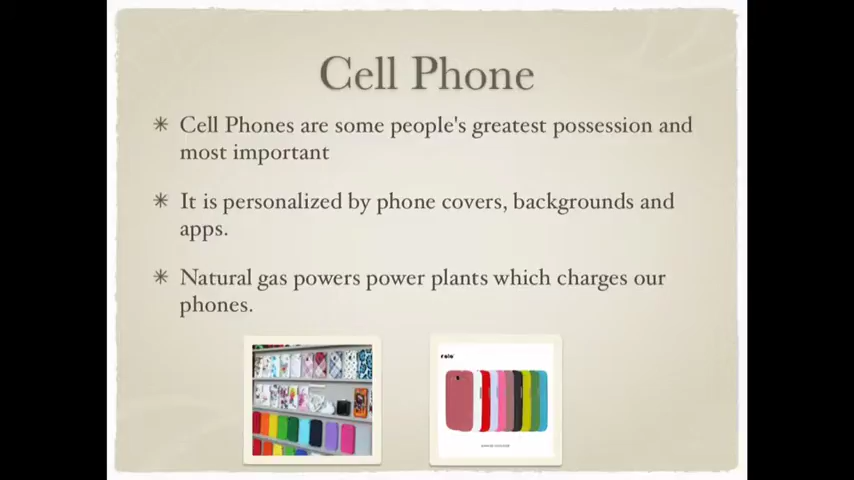 Cell Phone
Cell Phones are some people's greatest possession and
most important
It is personalized by phone covers, backgrounds and
apps.
Natural gas powers power plants which charges our
phones.